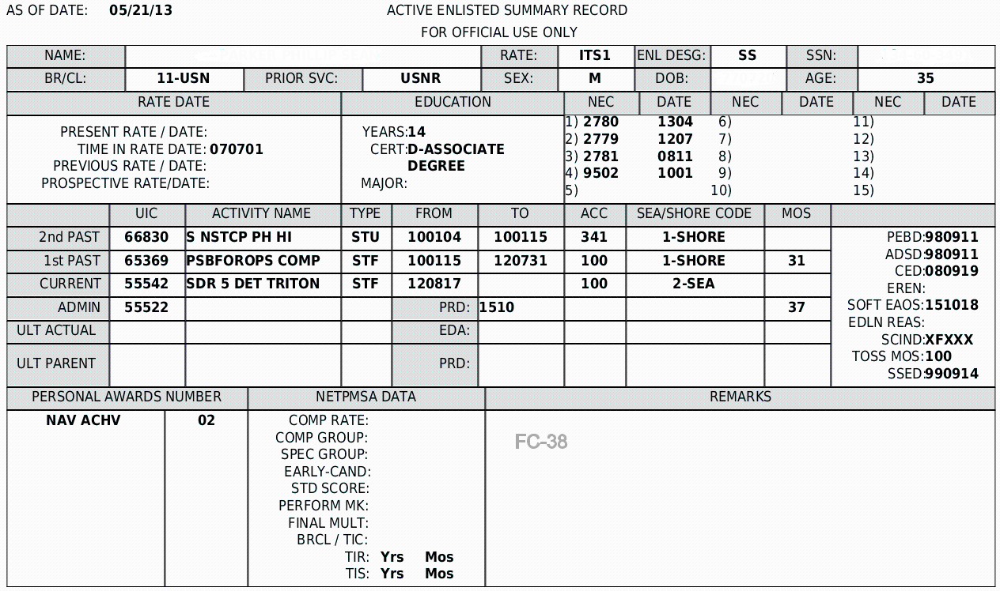 AS OF DATE: 05/21/13 ACTIVE ENLISTED SUMMARY RECORD
FOR OFFICIAL USE ONLY
NAME: RATE: ITS1 ENL DESG: SS SSN:
BR/CL: 11-USN PRIOR SVC: USNR SEX: M DOB: AGE: 35
RATE DATE EDUCATION NEC DATE NEC DATE NEC DATE
PRESENT RATE / DATE:
TIME IN RATE DATE: 070701
PREVIOUS RATE / DATE:
PROSPECTIVE RATE/DATE:
YEARS:14
CERT:D-ASSOCIATE
DEGREE
MAJOR:
1) 2780 1304 6) 11)
2) 2779 1207 7) 12)
3) 2781 0811 8) 13)
4) 9502 1001 9) 14)
5) 10) 15)
UIC ACTIVITY NAME TYPE FROM TO ACC SEA/SHORE CODE MOS
2nd PAST 66830 S NSTCP PH HI STU 100104 100115 341 1-SHORE
1st PAST 65369 PSBFOROPS COMP STF 100115 120731 100 1-SHORE 31
CURRENT 55542 SDR 5 DET TRITON STF 120817 100 2-SEA
ADMIN 55522 PRD: 1510 37
ULT ACTUAL EDA:
ULT PARENT PRD:
PEBD:980911
ADSD:980911
CED:080919
EREN:
SOFT EAOS:151018
EDLN REAS:
SCIND:XFXXX
TOSS MOS:100
SSED:990914
PERSONAL AWARDS NUMBER NETPMSA DATA REMARKS
NAV ACHV 02
COMP RATE:
COMP GROUP:
SPEC GROUP:
EARLY-CAND:
STD SCORE:
PERFORM MK:
FINAL MULT:
BRCL / TIC:
TIR: Yrs Mos
TIS: Yrs Mos
FC-38